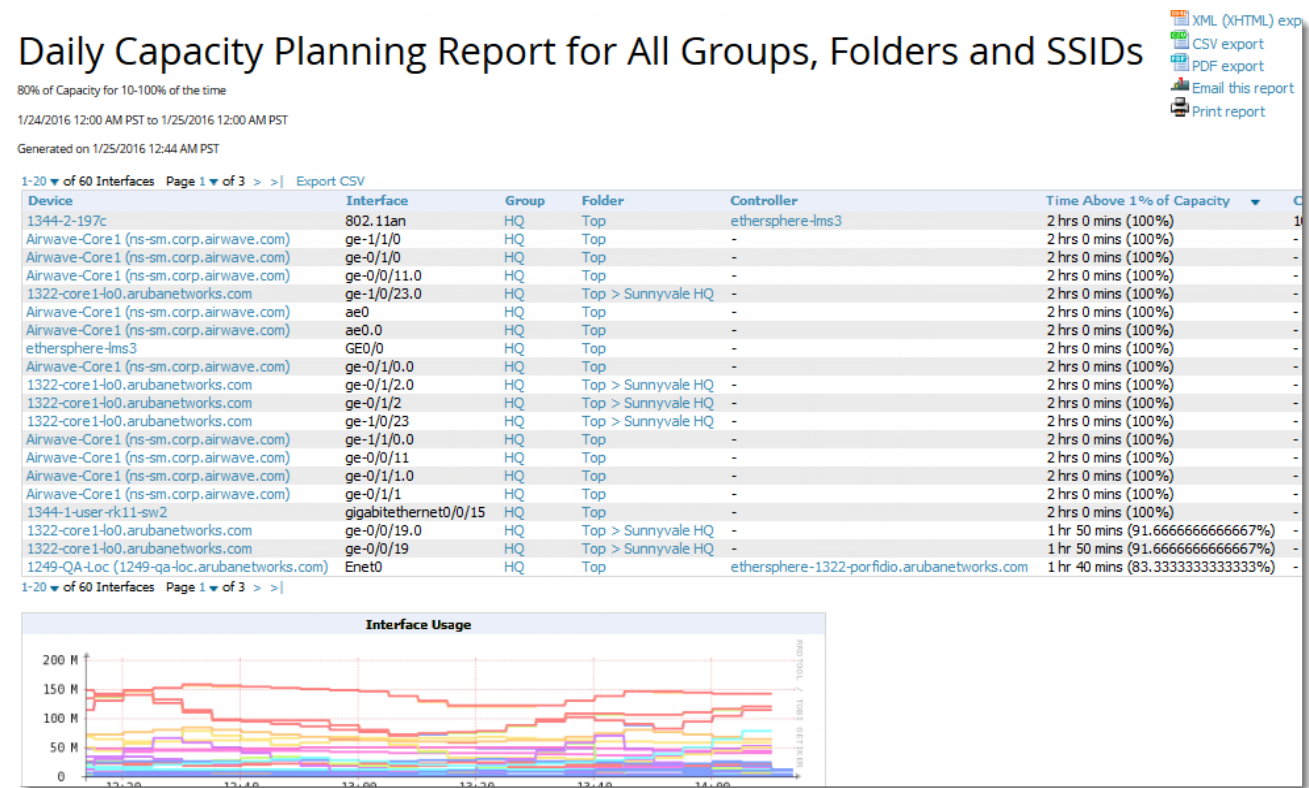 XML (XHTML) exp
Daily Capacity Planning Report for All Groups, Folders and SSIDs
CSV export
PDF export
Email this report
Print report
80% of Capacity for 10-100% of the time
1/24/2016 12:00 AM PST to 1/25/2016 12:00 AM PST
Generated on 1/25/2016 12:44 AM PST
1-20 ▼ of 60 Interfaces Page 1 ▼ of 3 > >| Export CSV
Device Interface Group Folder Controller Time Above 1% of Capacity ▼ C
1344-2-197c 802.11an HQ Top ethersphere-lms3 2 hrs 0 mins (100%)
Airwave-Core1 (ns-sm.corp.airwave.com) ge-1/1/0 HQ Top - 2 hrs 0 mins (100%) -
Airwave-Core1 (ns-sm.corp.airwave.com) ge-0/1/0 HQ Top - 2 hrs 0 mins (100%) -
Airwave-Core1 (ns-sm.corp.airwave.com) ge-0/0/11.0 HQ Top - 2 hrs 0 mins (100%) -
1322-core1-lo0.arubanetworks.com ge-1/0/23.0 HQ Top > Sunnyvale HQ - 2 hrs 0 mins (100%) -
Airwave-Core1 (ns-sm.corp.airwave.com) ae0 HQ Top - 2 hrs 0 mins (100%) -
Airwave-Core1 (ns-sm.corp.airwave.com) ae0.0 HQ Top - 2 hrs 0 mins (100%) -
ethersphere-lms3 GE0/0 HQ Top - 2 hrs 0 mins (100%) -
Airwave-Core1 (ns-sm.corp.airwave.com) ge-0/1/0.0 HQ Top - 2 hrs 0 mins (100%) -
1322-core1-lo0.arubanetworks.com ge-0/1/2.0 HQ Top > Sunnyvale HQ - 2 hrs 0 mins (100%) -
1322-core1-lo0.arubanetworks.com ge-0/1/2 HQ Top > Sunnyvale HQ - 2 hrs 0 mins (100%) -
1322-core1-lo0.arubanetworks.com ge-1/0/23 HQ Top > Sunnyvale HQ - 2 hrs 0 mins (100%) -
Airwave-Core1 (ns-sm.corp.airwave.com) ge-1/1/0.0 HQ Top - 2 hrs 0 mins (100%) -
Airwave-Core1 (ns-sm.corp.airwave.com) ge-0/0/11 HQ Top - 2 hrs 0 mins (100%) -
Airwave-Core1 (ns-sm.corp.airwave.com) ge-0/1/1.0 HQ Top - 2 hrs 0 mins (100%) -
Airwave-Core1 (ns-sm.corp.airwave.com) ge-0/1/1 HQ Top - 2 hrs 0 mins (100%) -
1344-1-user-rk11-sw2 gigabitethernet0/0/15 HQ Top - 2 hrs 0 mins (100%) -
1322-core1-lo0.arubanetworks.com ge-0/0/19.0 HQ Top > Sunnyvale HQ - 1 hr 50 mins (91.6666666666667%) -
1322-core1-lo0.arubanetworks.com ge-0/0/19 HQ Top > Sunnyvale HQ - 1 hr 50 mins (91.6666666666667%) -
1249-QA-Loc (1249-qa-loc.arubanetworks.com) Enet0 HQ Top ethersphere-1322-porfidio.arubanetworks.com 1 hr 40 mins (83.3333333333333%) -
1-20 ▼ of 60 Interfaces Page 1 ▼ of 3 > >|
Interface Usage
200 M
150 M
100 M
50 M
0
12:20 12:40 13:00 13:20 13:40 14:00
RRDTOOL / TOBI OETIKER